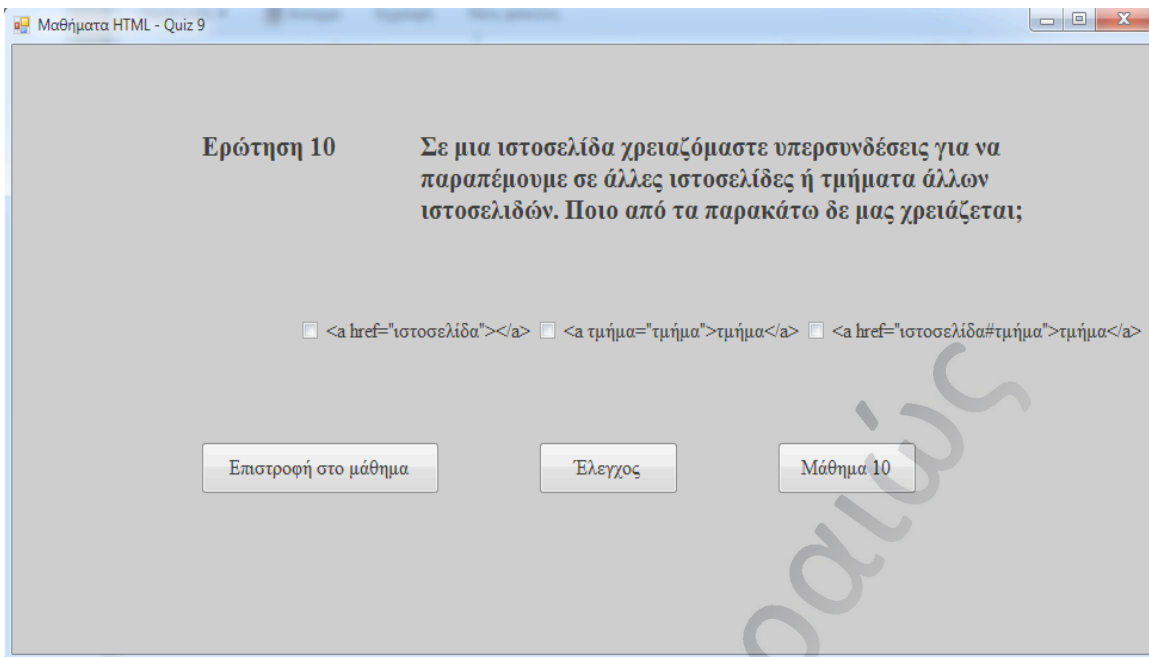 Μαθήματα HTML - Quiz 9
Ερώτηση 10
Σε μια ιστοσελίδα χρειαζόμαστε υπερσυνδέσεις για να
παραπέμουμε σε άλλες ιστοσελίδες ή τμήματα άλλων
ιστοσελιδών. Ποιο από τα παρακάτω δε μας χρειάζεται;
<a href="ιστοσελίδα"></a> <a τμήμα="τμήμα">τμήμα</a> <a href="ιστοσελίδα#τμήμα">τμήμα</a>
Επιστροφή στο μάθημα Έλεγχος Μάθημα 10